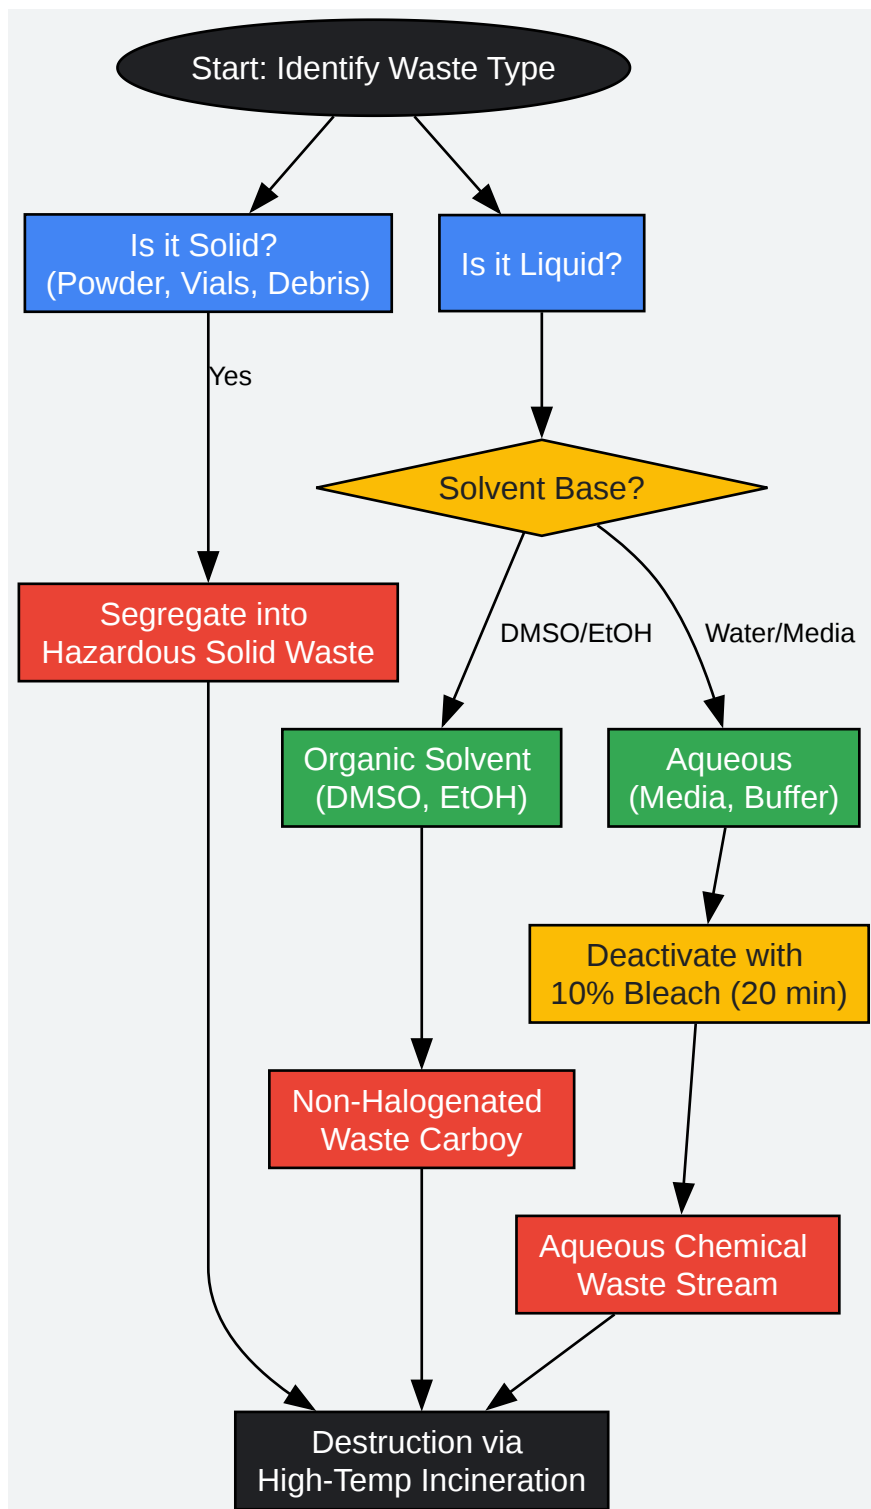 Start: Identify Waste Type
Is it Solid?
(Powder, Vials, Debris)
Is it Liquid?
Yes
Solvent Base?
Segregate into
Hazardous Solid Waste
DMSO/EtOH
Water/Media
Organic Solvent
(DMSO, EtOH)
Aqueous
(Media, Buffer)
Deactivate with
10% Bleach (20 min)
Non-Halogenated
Waste Carboy
Aqueous Chemical
Waste Stream
Destruction via
High-Temp Incineration